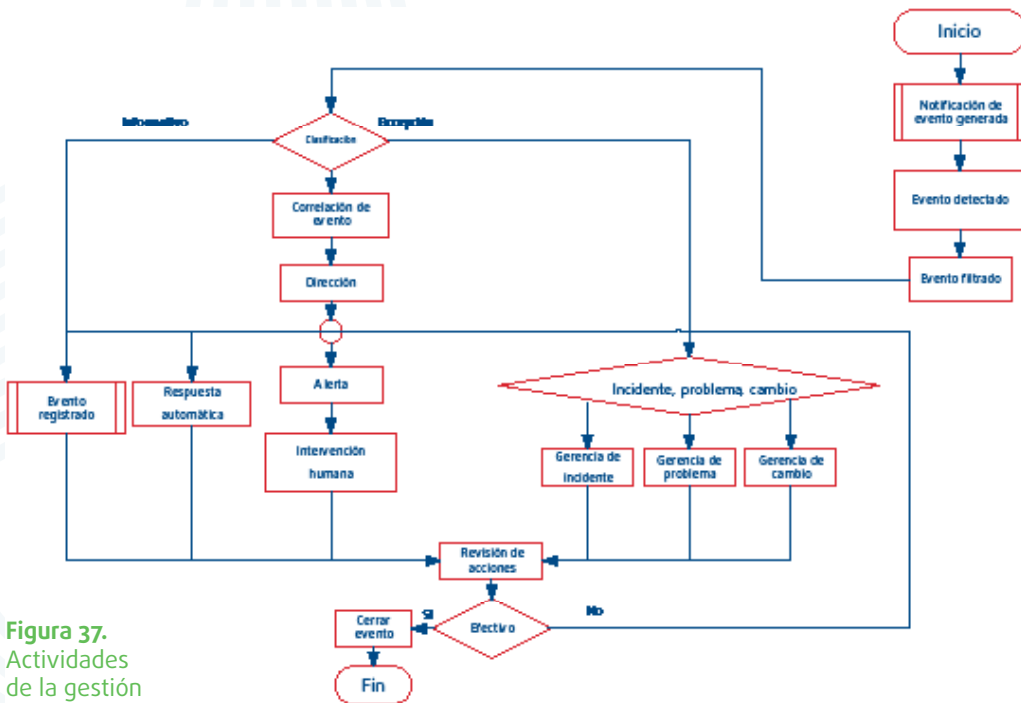 Inicio
Notificación de
evento generada
Evento detectado
Evento filtrado
Informativo
Clasificación
Excepción
Correlación de
evento
Dirección
Evento
registrado
Respuesta
automática
Alerta
Intervención
humana
Incidente, problema, cambio
Gerencia de
incidente
Gerencia de
problema
Gerencia de
cambio
Revisión de
acciones
Efectivo
Si
No
Cerrar
evento
Fin
Figura 37.
Actividades
de la gestión